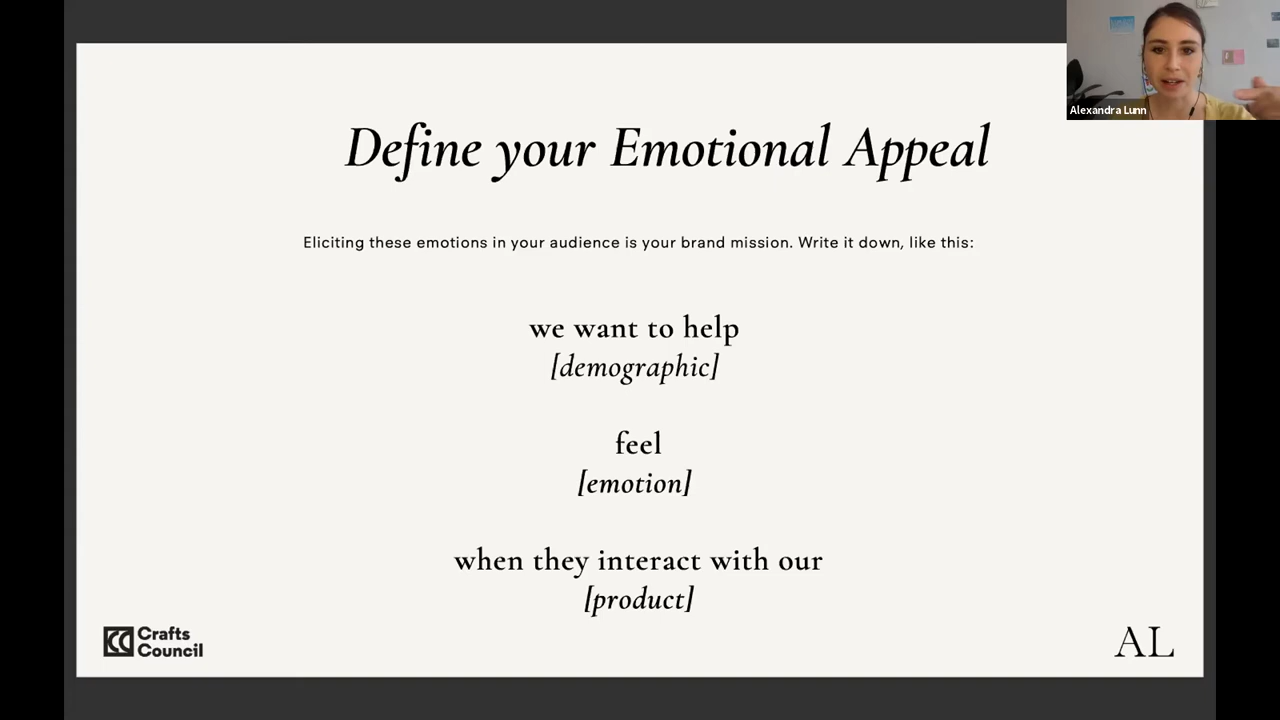 Alexandra Lunn
Define your Emotional Appeal
Eliciting these emotions in your audience is your brand mission. Write it down, like this:
we want to help
[demographic]
feel
[emotion]
when they interact with our
[product]
Crafts
Council
AL